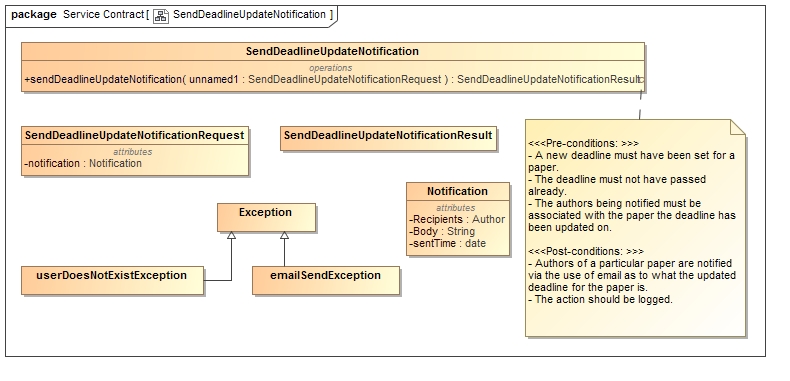 package Service Contract [ SendDeadlineUpdateNotification ]
SendDeadlineUpdateNotification
operations
+sendDeadlineUpdateNotification( unnamed1 : SendDeadlineUpdateNotificationRequest ) : SendDeadlineUpdateNotificationResult
SendDeadlineUpdateNotificationRequest
attributes
-notification : Notification
SendDeadlineUpdateNotificationResult
Notification
attributes
-Recipients : Author
-Body : String
-sentTime : date
Exception
userDoesNotExistException
emailSendException
<<<Pre-conditions: >>>
- A new deadline must have been set for a
paper.
- The deadline must not have passed
already.
- The authors being notified must be
associated with the paper the deadline has
been updated on.
<<<Post-conditions: >>>
- Authors of a particular paper are notified
via the use of email as to what the updated
deadline for the paper is.
- The action should be logged.